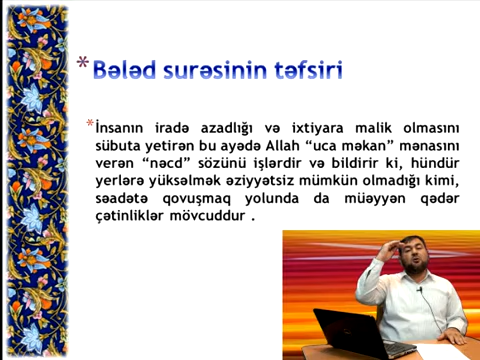 * Bələd surəsinin təfsiri
* İnsanın iradə azadlığı və ixtiyara malik olmasını
sübuta yetirən bu ayədə Allah “uca məkan” mənasını
verən “nəcd” sözünü işlərdir və bildirir ki, hündür
yerlərə yüksəlmək əziyyətsiz mümkün olmadığı kimi,
səadətə qovuşmaq yolunda da müəyyən qədər
çətinliklər mövcuddur .